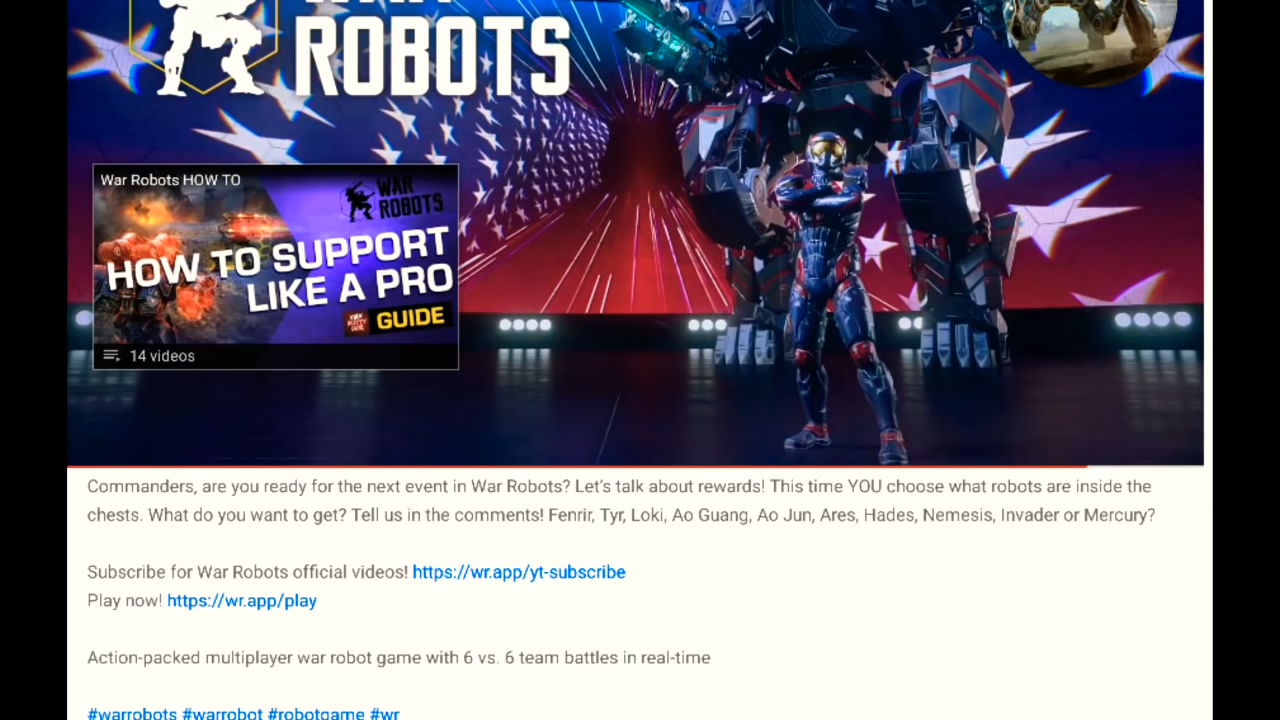 WAR
ROBOTS
War Robots HOW TO
WAR
ROBOTS
HOW TO SUPPORT
LIKE A PRO
GUIDE
14 videos
Commanders, are you ready for the next event in War Robots? Let's talk about rewards! This time YOU choose what robots are inside the
chests. What do you want to get? Tell us in the comments! Fenrir, Tyr, Loki, Ao Guang, Ao Jun, Ares, Hades, Nemesis, Invader or Mercury?
Subscribe for War Robots official videos! https://wr.app/yt-subscribe
Play now! https://wr.app/play
Action-packed multiplayer war robot game with 6 vs. 6 team battles in real-time
#warrobots #warrobot #robotgame #wr